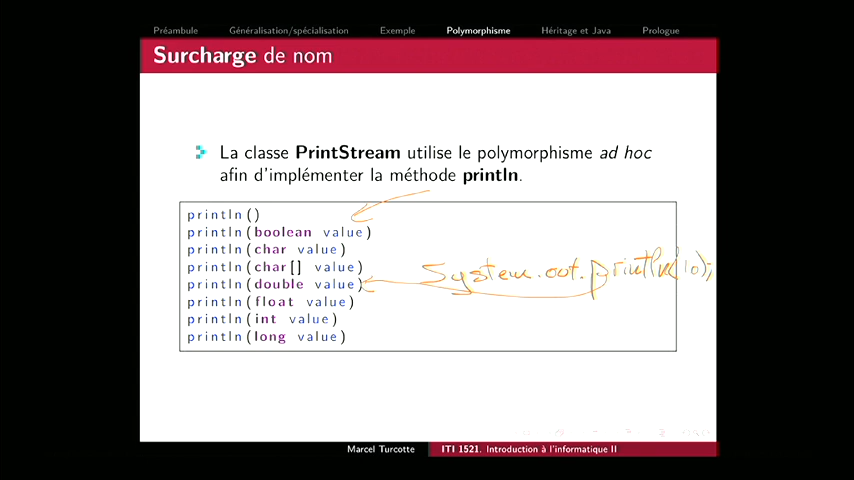 Préambule Généralisation/spécialisation Exemple Polymorphisme Héritage et Java Prologue
Surcharge de nom
La classe PrintStream utilise le polymorphisme ad hoc
afin d'implémenter la méthode println.
println()
println(boolean value)
println(char value)
println(char[] value)
println(double value)
println(float value)
println(int value)
println(long value)
System.out.println(10);
Marcel Turcotte ITI 1521. Introduction à l'informatique II